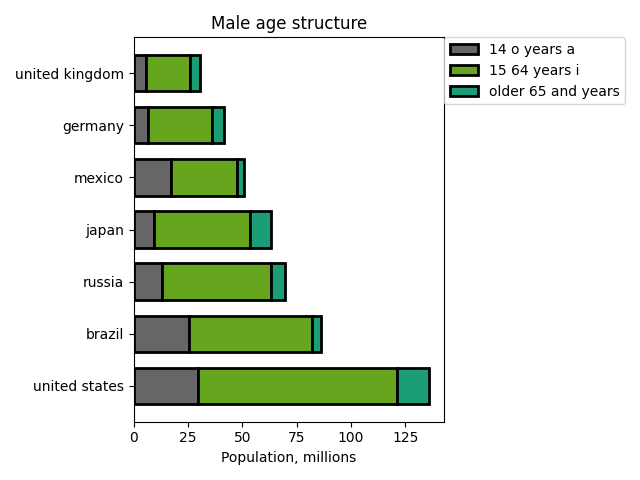 Male age structure
14 o years a
15 64 years i
older 65 and years
united kingdom
germany
mexico
japan
russia
brazil
united states
0 25 50 75 100 125
Population, millions